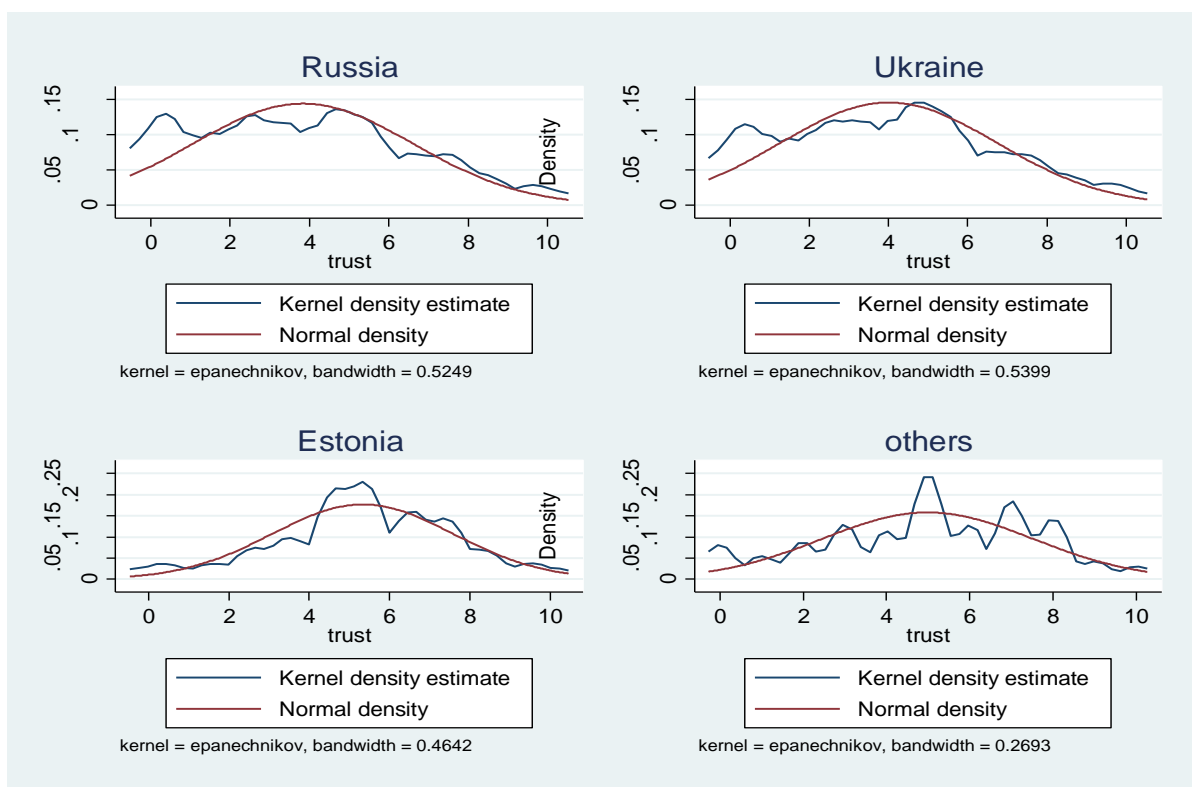 Russia
.15
.1
.05
0
0 2 4 6 8 10
trust
Kernel density estimate
Normal density
kernel = epanechnikov, bandwidth = 0.5249
Density
Ukraine
.15
.1
.05
0
0 2 4 6 8 10
trust
Kernel density estimate
Normal density
kernel = epanechnikov, bandwidth = 0.5399
Estonia
.25
.2
.15
.1
.05
0
0 2 4 6 8 10
trust
Kernel density estimate
Normal density
kernel = epanechnikov, bandwidth = 0.4642
Density
others
.25
.2
.15
.1
.05
0
0 2 4 6 8 10
trust
Kernel density estimate
Normal density
kernel = epanechnikov, bandwidth = 0.2693